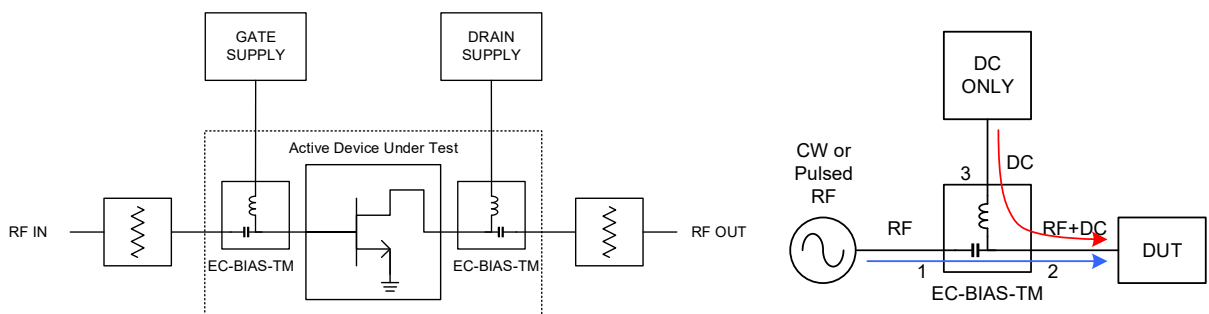 GATE
SUPPLY
DRAIN
SUPPLY
Active Device Under Test
RF IN
EC-BIAS-TM
EC-BIAS-TM
RF OUT
DC
ONLY
CW or
Pulsed
RF
DC
3
RF
RF+DC
1
2
EC-BIAS-TM
DUT